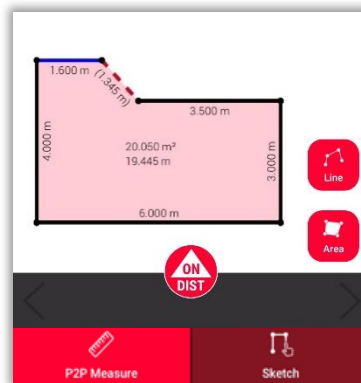 1.600 m
(1.345 m)
3.500 m
4.000 m
20.050 m²
19.445 m
3.000 m
6.000 m
Line
Area
ON
DIST
P2P Measure
Sketch